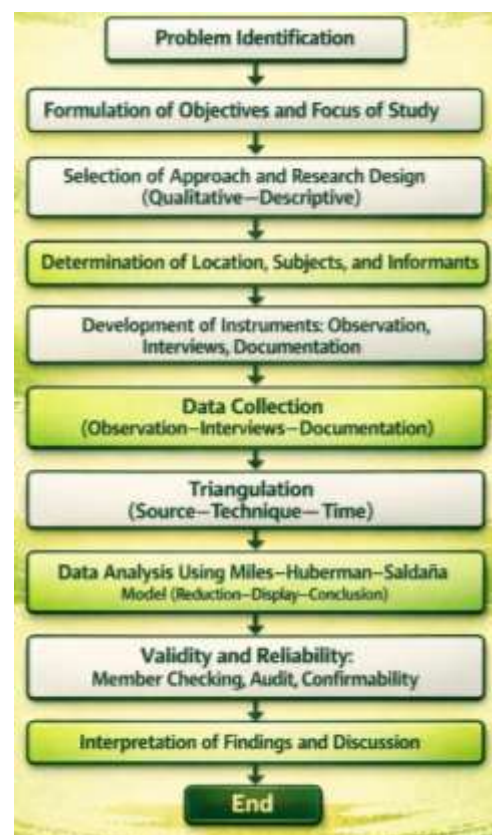 Problem Identification
Formulation of Objectives and Focus of Study
Selection of Approach and Research Design
(Qualitative–Descriptive)
Determination of Location, Subjects, and Informants
Development of Instruments: Observation,
Interviews, Documentation
Data Collection
(Observation–Interviews–Documentation)
Triangulation
(Source–Technique–Time)
Data Analysis Using Miles–Huberman–Saldaña
Model (Reduction–Display–Conclusion)
Validity and Reliability:
Member Checking, Audit, Confirmability
Interpretation of Findings and Discussion
End